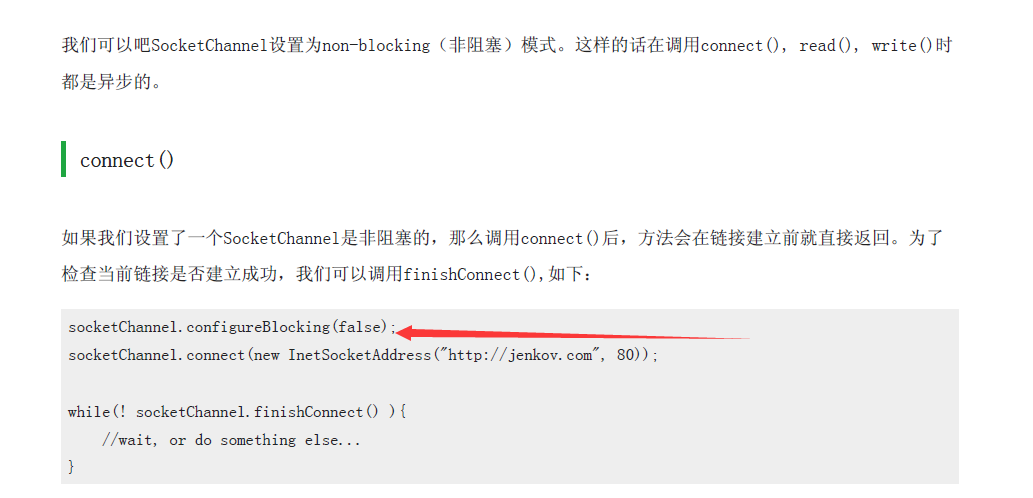 我们可以吧SocketChannel设置为non-blocking（非阻塞）模式。这样的话在调用connect(), read(), write()时
都是异步的。
connect()
如果我们设置了一个SocketChannel是非阻塞的，那么调用connect()后，方法会在链接建立前就直接返回。为了
检查当前链接是否建立成功，我们可以调用finishConnect(),如下：
socketChannel.configureBlocking(false);
socketChannel.connect(new InetSocketAddress("http://jenkov.com", 80));
while(! socketChannel.finishConnect() ){
//wait, or do something else...
}